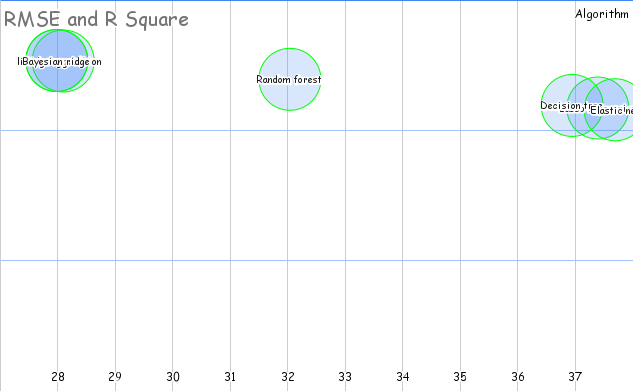 RMSE and R Square
Algorithm
Random forest
28 29 30 31 32 33 34 35 36 37